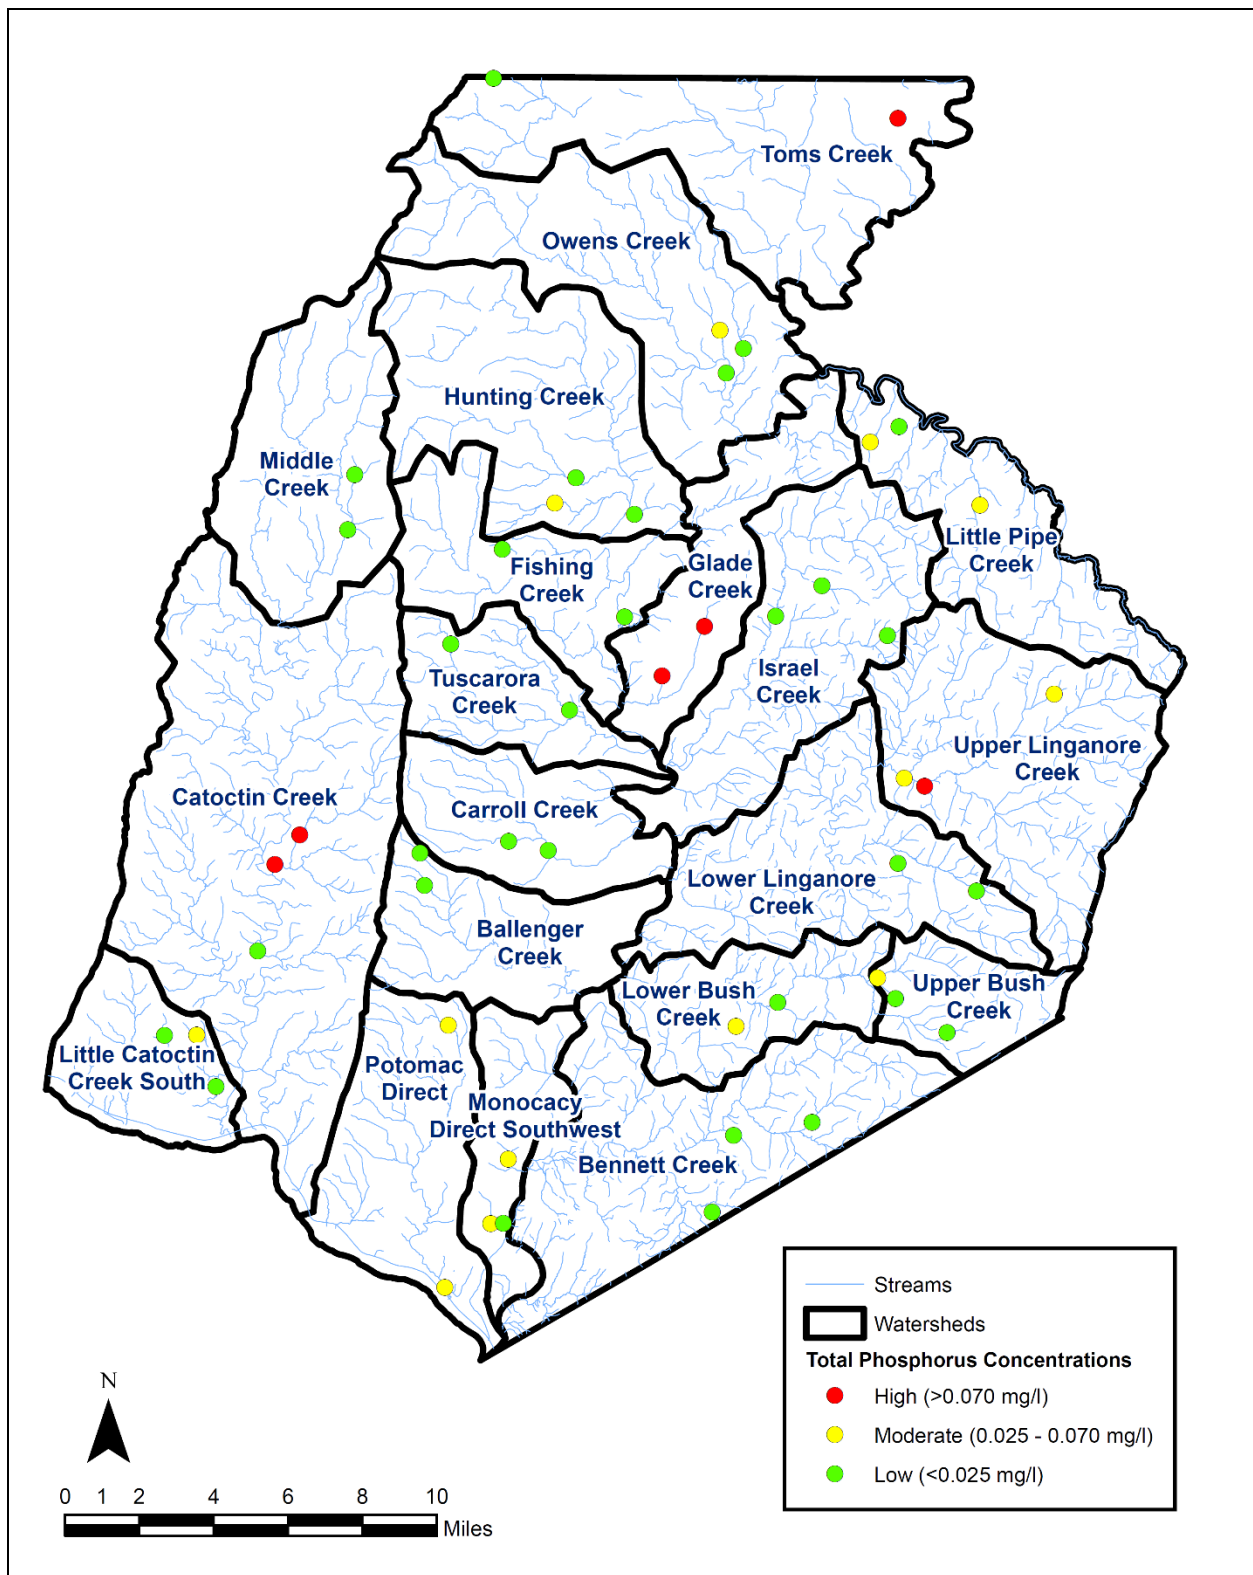 Toms Creek
Owens Creek
Hunting Creek
Middle
Creek
Fishing
Creek
Glade
Creek
Little Pipe
Creek
Tuscarora
Creek
Israel
Creek
Upper Linganore
Creek
Catoctin Creek
Carroll Creek
Lower Linganore
Creek
Ballenger
Creek
Lower Bush
Creek
Upper Bush
Creek
Little Catoctin
Creek South
Potomac
Direct
Monocacy
Direct Southwest
Bennett Creek
Streams
Watersheds
Total Phosphorus Concentrations
High (>0.070 mg/l)
Moderate (0.025 - 0.070 mg/l)
Low (<0.025 mg/l)
N
0 1 2 4 6 8 10
Miles